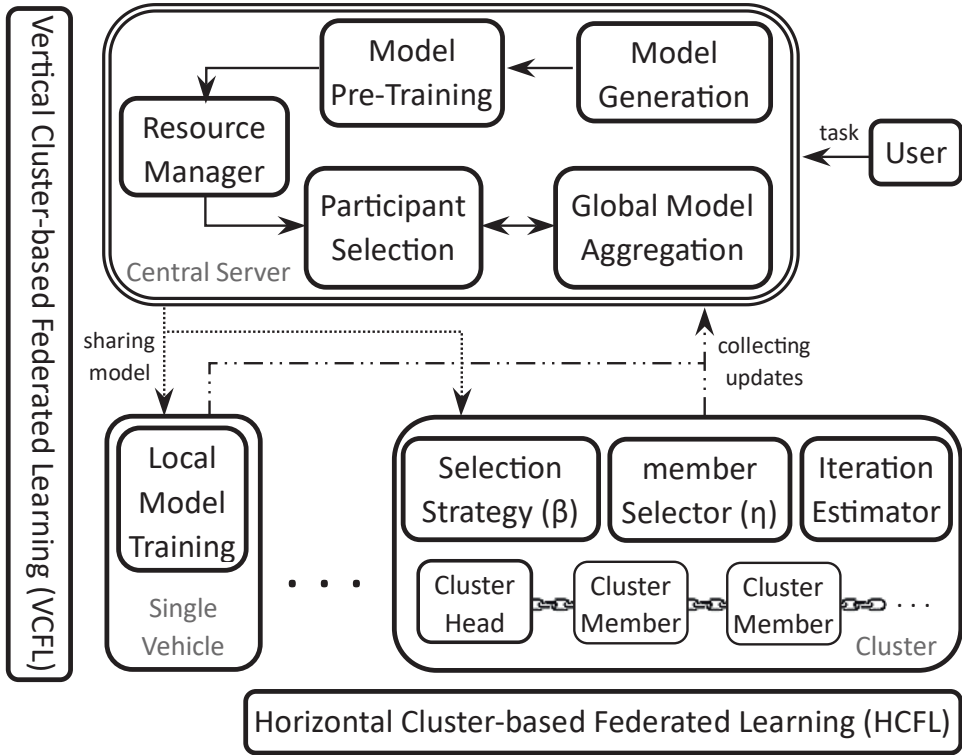 Vertical Cluster-based Federated Learning (VCFL)
Model
Pre-Training
Model
Generation
Resource
Manager
task
User
Participant
Selection
Global Model
Aggregation
Central Server
sharing
model
collecting
updates
Local
Model
Training
Single
Vehicle
. . .
Selection
Strategy (β)
member
Selector (η)
Iteration
Estimator
Cluster
Head
Cluster
Member
Cluster
Member
. . .
Cluster
Horizontal Cluster-based Federated Learning (HCFL)